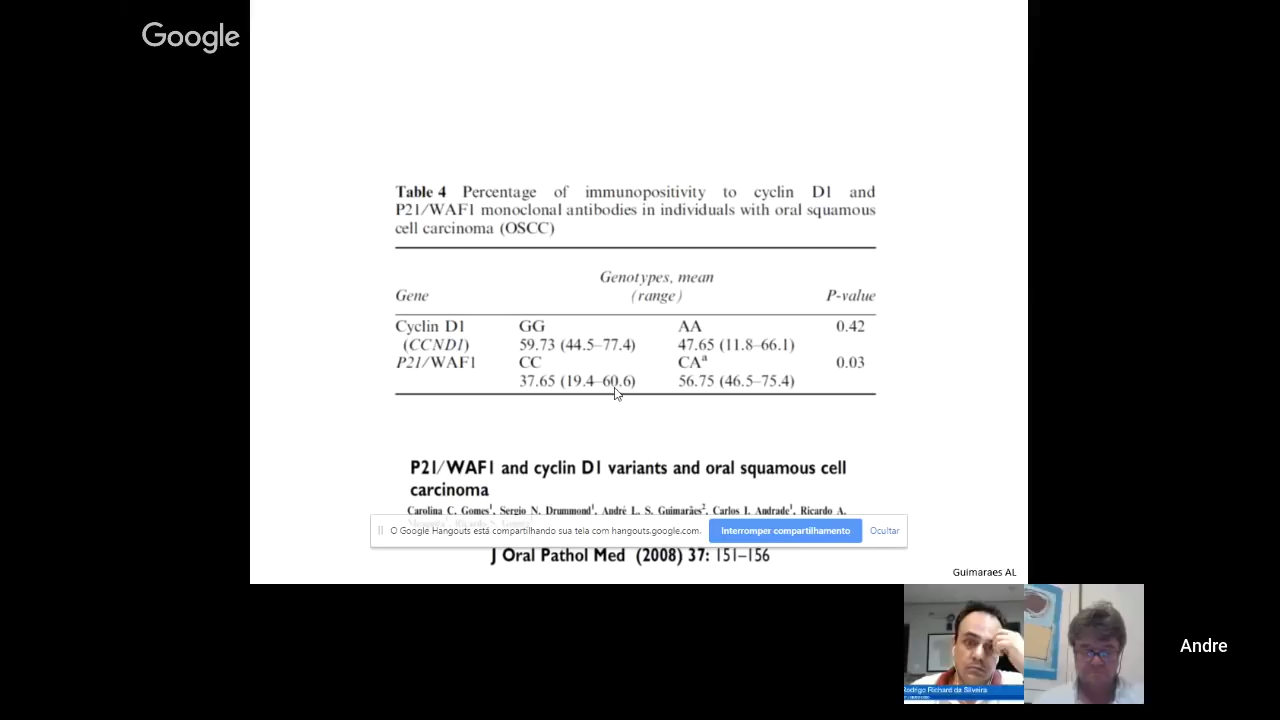 Google
Table 4 Percentage of immunopositivity to cyclin D1 and
P21/WAF1 monoclonal antibodies in individuals with oral squamous
cell carcinoma (OSCC)
Genotypes, mean
Gene (range) P-value
Cyclin D1 GG AA 0.42
(CCND1) 59.73 (44.5–77.4) 47.65 (11.8–66.1)
P21/WAF1 CC CAa 0.03
37.65 (19.4–60.6) 56.75 (46.5–75.4)
P21/WAF1 and cyclin D1 variants and oral squamous cell
carcinoma
Carolina C. Gomes1, Sergio N. Drummond1, André L. S. Guimarães2, Carlos I. Andrade1, Ricardo A.
O Google Hangouts está compartilhando sua tela com hangouts.google.com. Interromper compartilhamento Ocultar
J Oral Pathol Med (2008) 37: 151–156
Guimaraes AL
Andre
Rodrigo Richard da Silveira